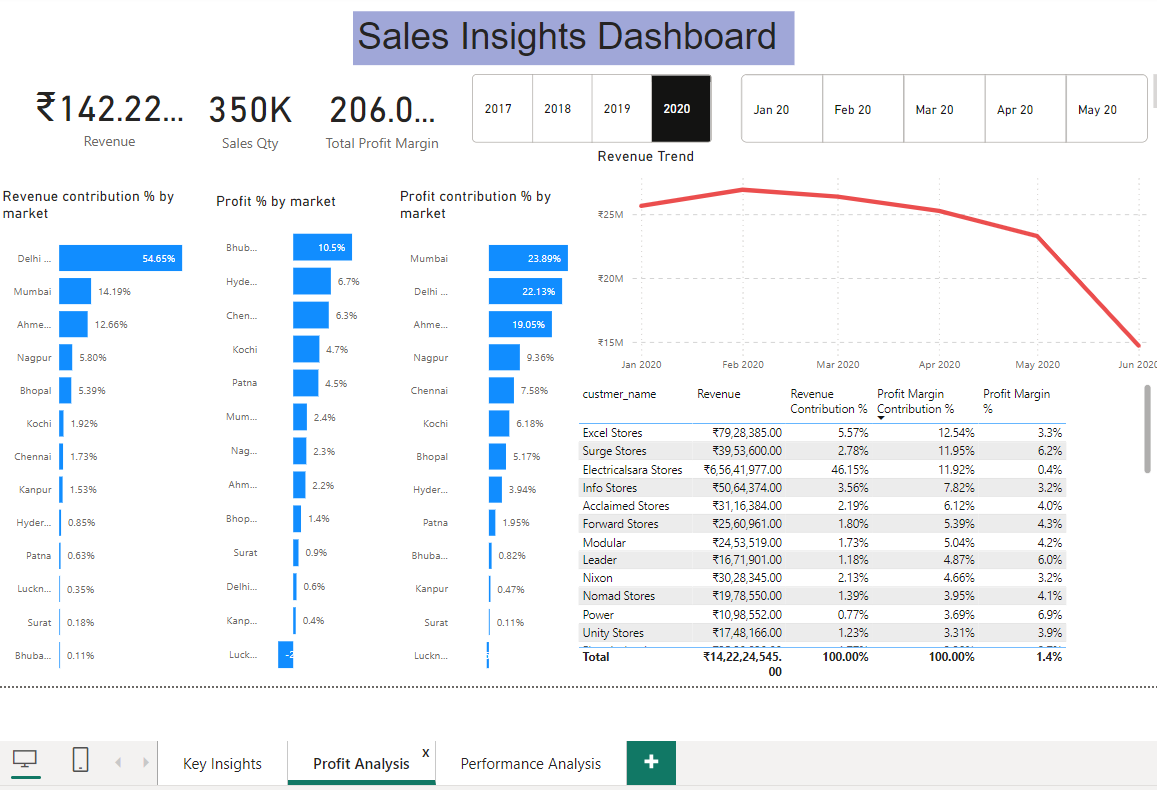 Sales Insights Dashboard
₹142.22...
Revenue
350K
Sales Qty
206.0...
Total Profit Margin
2017 2018 2019 2020
Jan 20 Feb 20 Mar 20 Apr 20 May 20
Revenue contribution % by
market
Delhi ... 54.65%
Mumbai 14.19%
Ahme... 12.66%
Nagpur 5.80%
Bhopal 5.39%
Kochi 1.92%
Chennai 1.73%
Kanpur 1.53%
Hyder... 0.85%
Patna 0.63%
Luckn... 0.35%
Surat 0.18%
Bhuba... 0.11%
Profit % by market
Bhub... 10.5%
Hyde... 6.7%
Chen... 6.3%
Kochi 4.7%
Patna 4.5%
Mum... 2.4%
Nag... 2.3%
Ahm... 2.2%
Bhop... 1.4%
Surat 0.9%
Delhi... 0.6%
Kanp... 0.4%
Luck... -2
Profit contribution % by
market
Mumbai 23.89%
Delhi ... 22.13%
Ahme... 19.05%
Nagpur 9.36%
Chennai 7.58%
Kochi 6.18%
Bhopal 5.17%
Hyder... 3.94%
Patna 1.95%
Bhuba... 0.82%
Kanpur 0.47%
Surat 0.11%
Luckn...
Revenue Trend
₹25M
₹20M
₹15M
Jan 2020 Feb 2020 Mar 2020 Apr 2020 May 2020 Jun 2020
custmer_name Revenue Revenue Profit Margin Profit Margin
Contribution % Contribution % %
Excel Stores ₹79,28,385.00 5.57% 12.54% 3.3%
Surge Stores ₹39,53,600.00 2.78% 11.95% 6.2%
Electricalsara Stores ₹6,56,41,977.00 46.15% 11.92% 0.4%
Info Stores ₹50,64,374.00 3.56% 7.82% 3.2%
Acclaimed Stores ₹31,16,384.00 2.19% 6.12% 4.0%
Forward Stores ₹25,60,961.00 1.80% 5.39% 4.3%
Modular ₹24,53,519.00 1.73% 5.04% 4.2%
Leader ₹16,71,901.00 1.18% 4.87% 6.0%
Nixon ₹30,28,345.00 2.13% 4.66% 3.2%
Nomad Stores ₹19,78,550.00 1.39% 3.95% 4.1%
Power ₹10,98,552.00 0.77% 3.69% 6.9%
Unity Stores ₹17,48,166.00 1.23% 3.31% 3.9%
Total ₹14,22,24,545. 100.00% 100.00% 1.4%
00
Key Insights Profit Analysis x Performance Analysis +